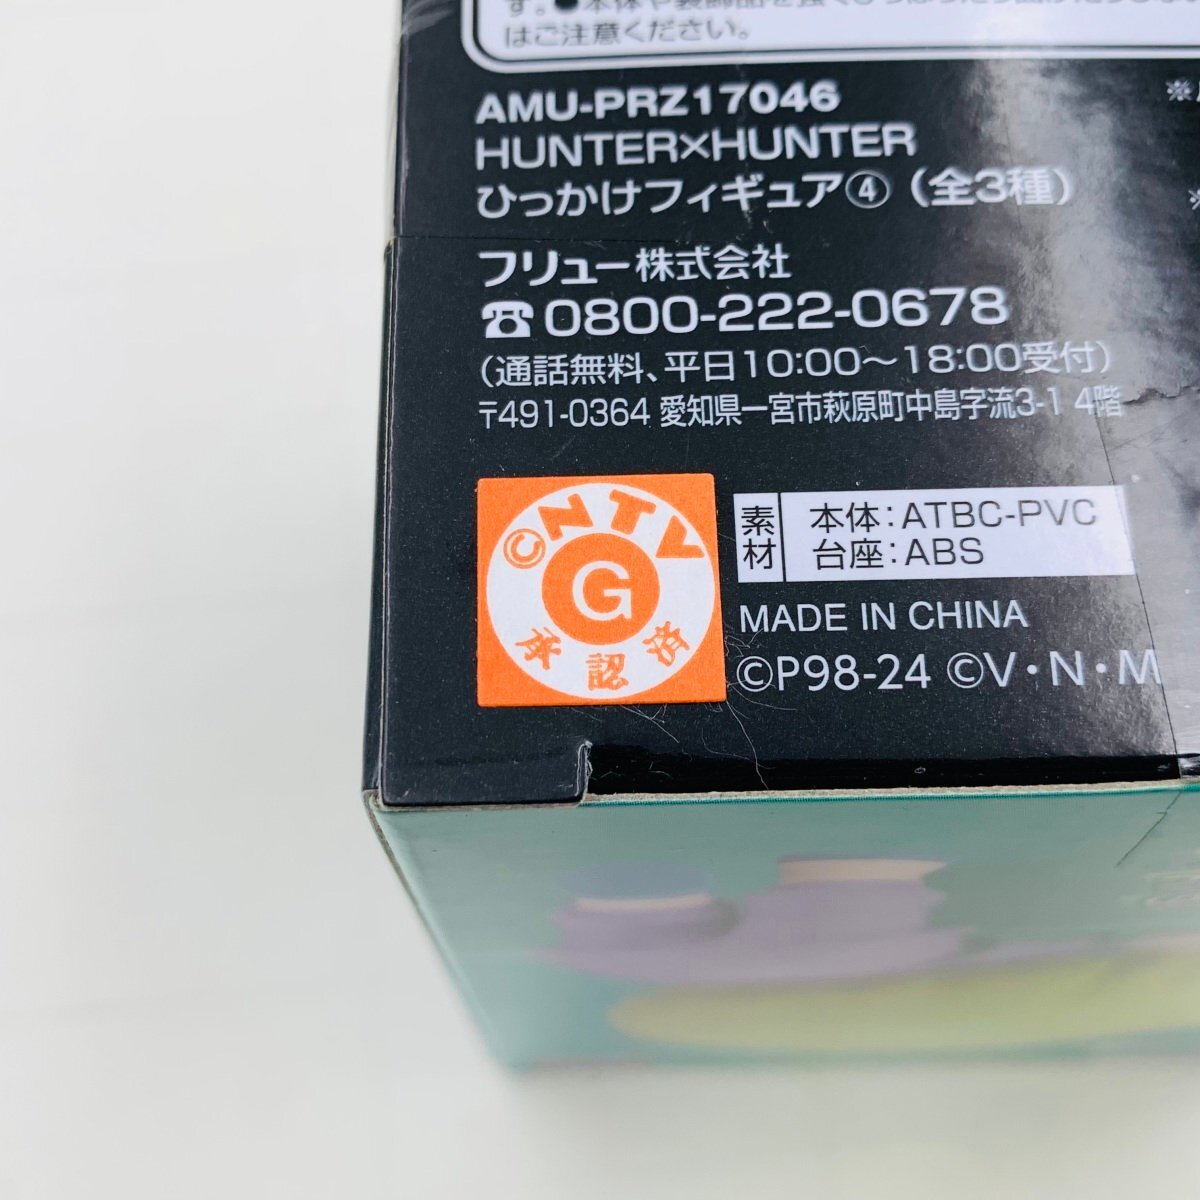 はご注意ください。
AMU-PRZ17046
HUNTER×HUNTER
ひっかけフィギュア④（全3種）
フリュー株式会社
☎0800-222-0678
（通話無料、平日10:00～18:00受付）
〒491-0364 愛知県一宮市萩原町中島字流3-1 4階
©NTV
G
承認済
素材
本体：ATBC-PVC
台座：ABS
MADE IN CHINA
©P98-24 ©V・N・M